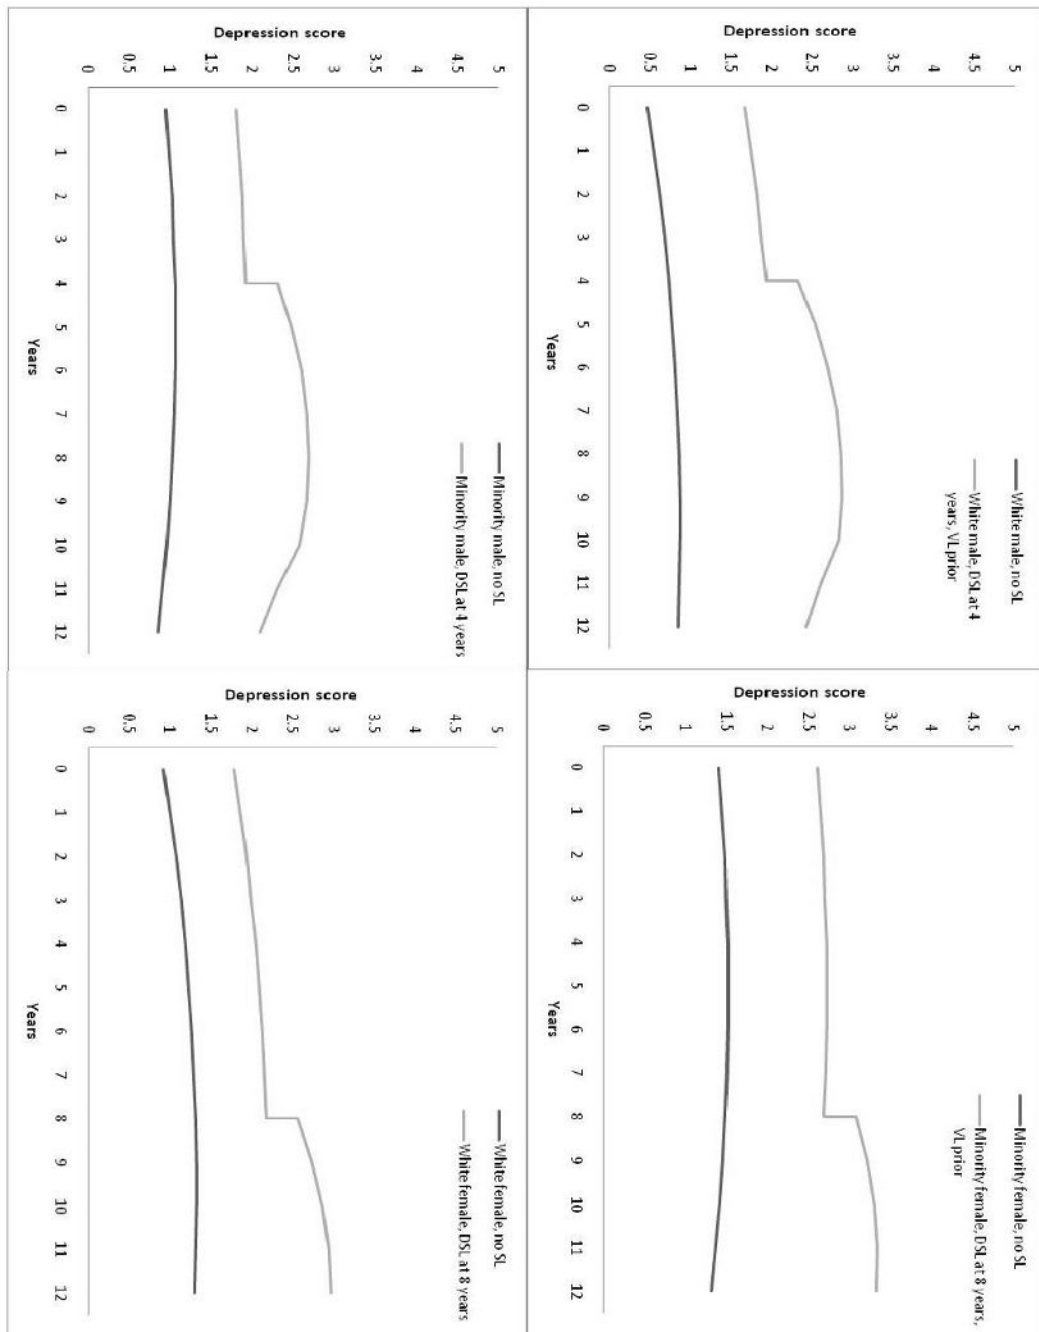 Depression score
5
4.5
3.5
3
2.5
2
1.5
1
0.5
0
White male, no SL
White male, DSL at 4
years, VL prior
0 1 2 3 4 5 6 7 8 9 10 11 12
Years
Depression score
5
4.5
3.5
3
2.5
2
1.5
1
0.5
0
Minority female, no SL
Minority female, DSL at 8 years,
VL prior
0 1 2 3 4 5 6 7 8 9 10 11 12
Years
Depression score
5
4.5
3.5
3
2.5
2
1.5
1
0.5
0
Minority male, no SL
Minority male, DSL at 4 years
0 1 2 3 4 5 6 7 8 9 10 11 12
Years
Depression score
5
4.5
3.5
3
2.5
2
1.5
1
0.5
0
White female, no SL
White female, DSL at 8 years
0 1 2 3 4 5 6 7 8 9 10 11 12
Years